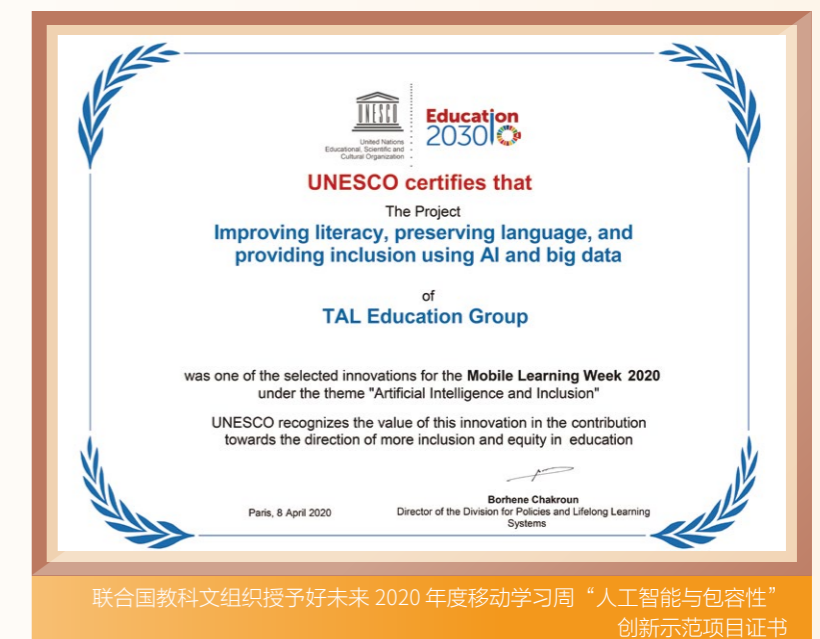 UNESCO
United Nations
Educational, Scientific and
Cultural Organization
Education
2030
UNESCO certifies that
The Project
Improving literacy, preserving language, and
providing inclusion using AI and big data
of
TAL Education Group
was one of the selected innovations for the Mobile Learning Week 2020
under the theme "Artificial Intelligence and Inclusion"
UNESCO recognizes the value of this innovation in the contribution
towards the direction of more inclusion and equity in education
Borhene Chakroun
Paris, 8 April 2020
Director of the Division for Policies and Lifelong Learning
Systems
联合国教科文组织授予好未来 2020 年度移动学习周“人工智能与包容性”
创新示范项目证书